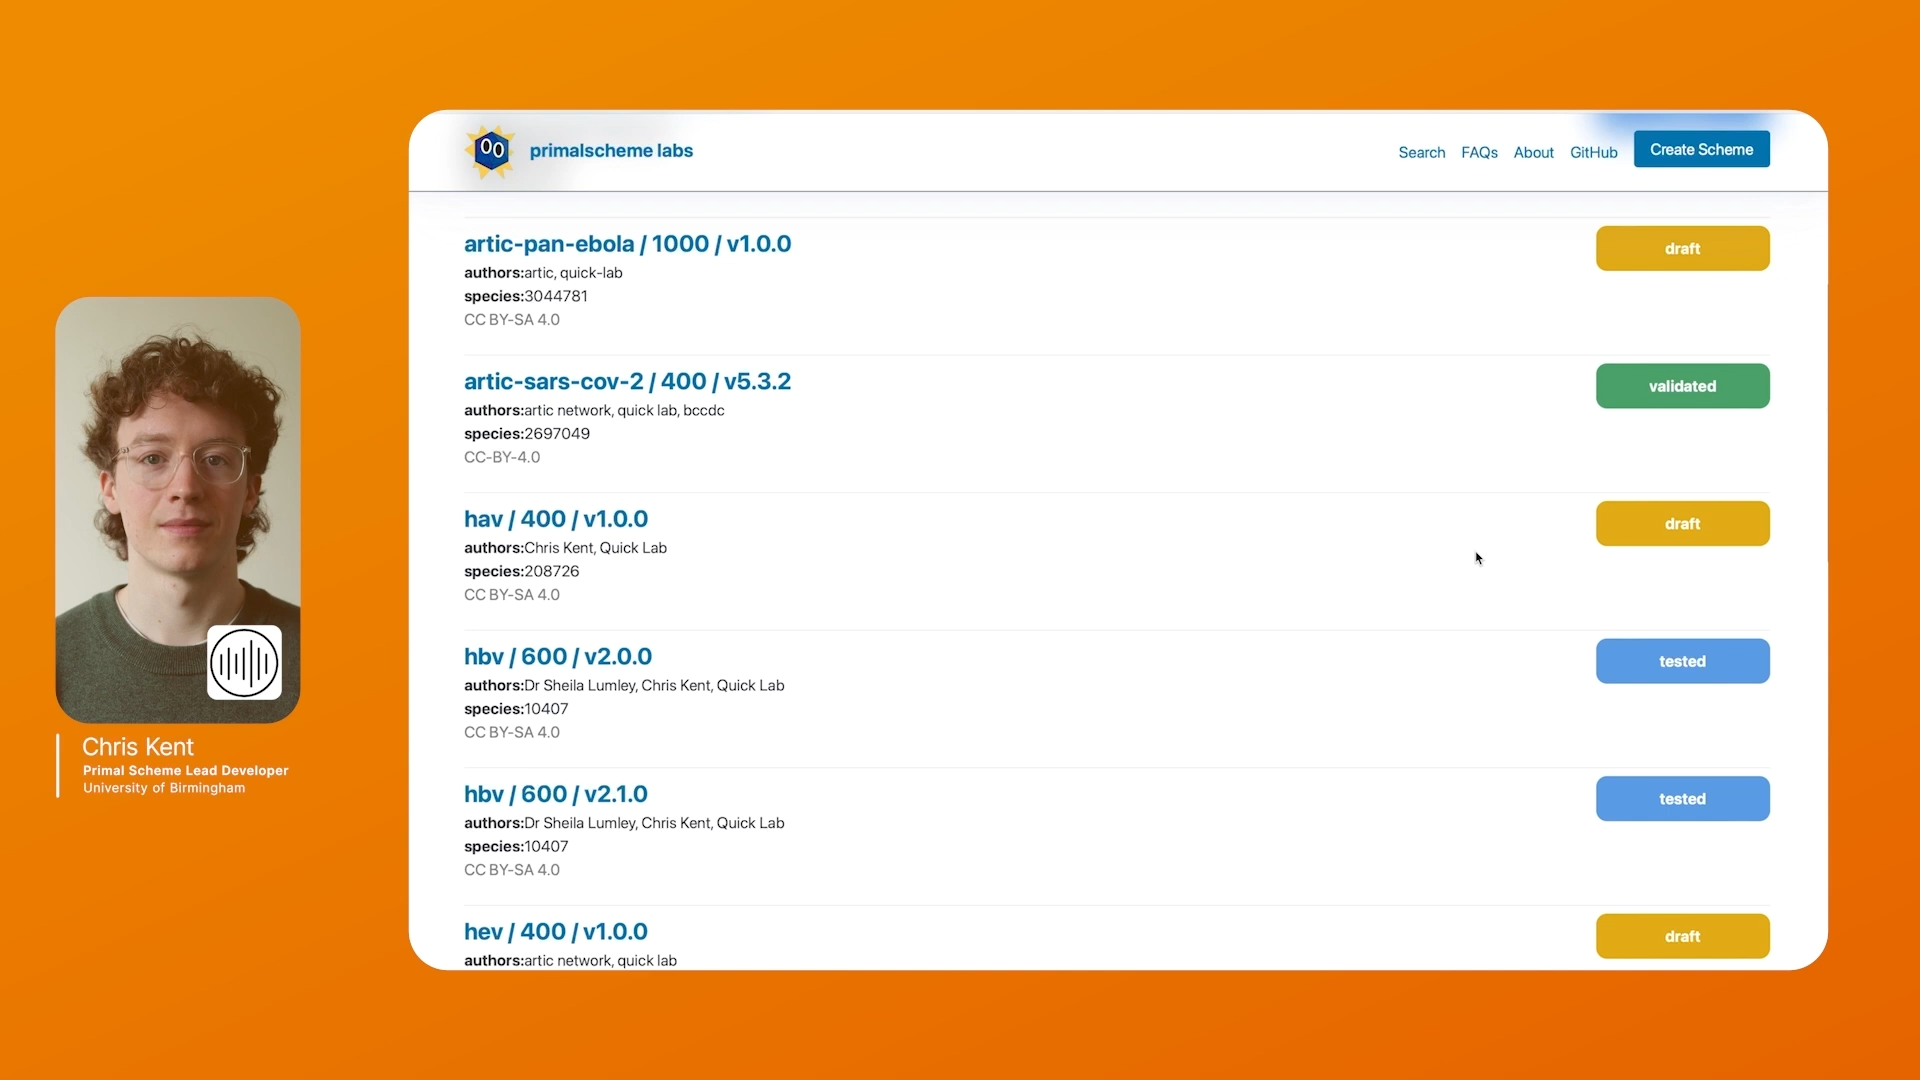 primalscheme labs
Search FAQs About GitHub Create Scheme
artic-pan-ebola / 1000 / v1.0.0
draft
authors:artic, quick-lab
species:3044781
CC BY-SA 4.0
artic-sars-cov-2 / 400 / v5.3.2
validated
authors:artic network, quick lab, bccdc
species:2697049
CC-BY-4.0
hav / 400 / v1.0.0
draft
authors:Chris Kent, Quick Lab
species:208726
CC BY-SA 4.0
hbv / 600 / v2.0.0
tested
authors:Dr Sheila Lumley, Chris Kent, Quick Lab
species:10407
CC BY-SA 4.0
hbv / 600 / v2.1.0
tested
authors:Dr Sheila Lumley, Chris Kent, Quick Lab
species:10407
CC BY-SA 4.0
hev / 400 / v1.0.0
draft
authors:artic network, quick lab
Chris Kent
Primal Scheme Lead Developer
University of Birmingham